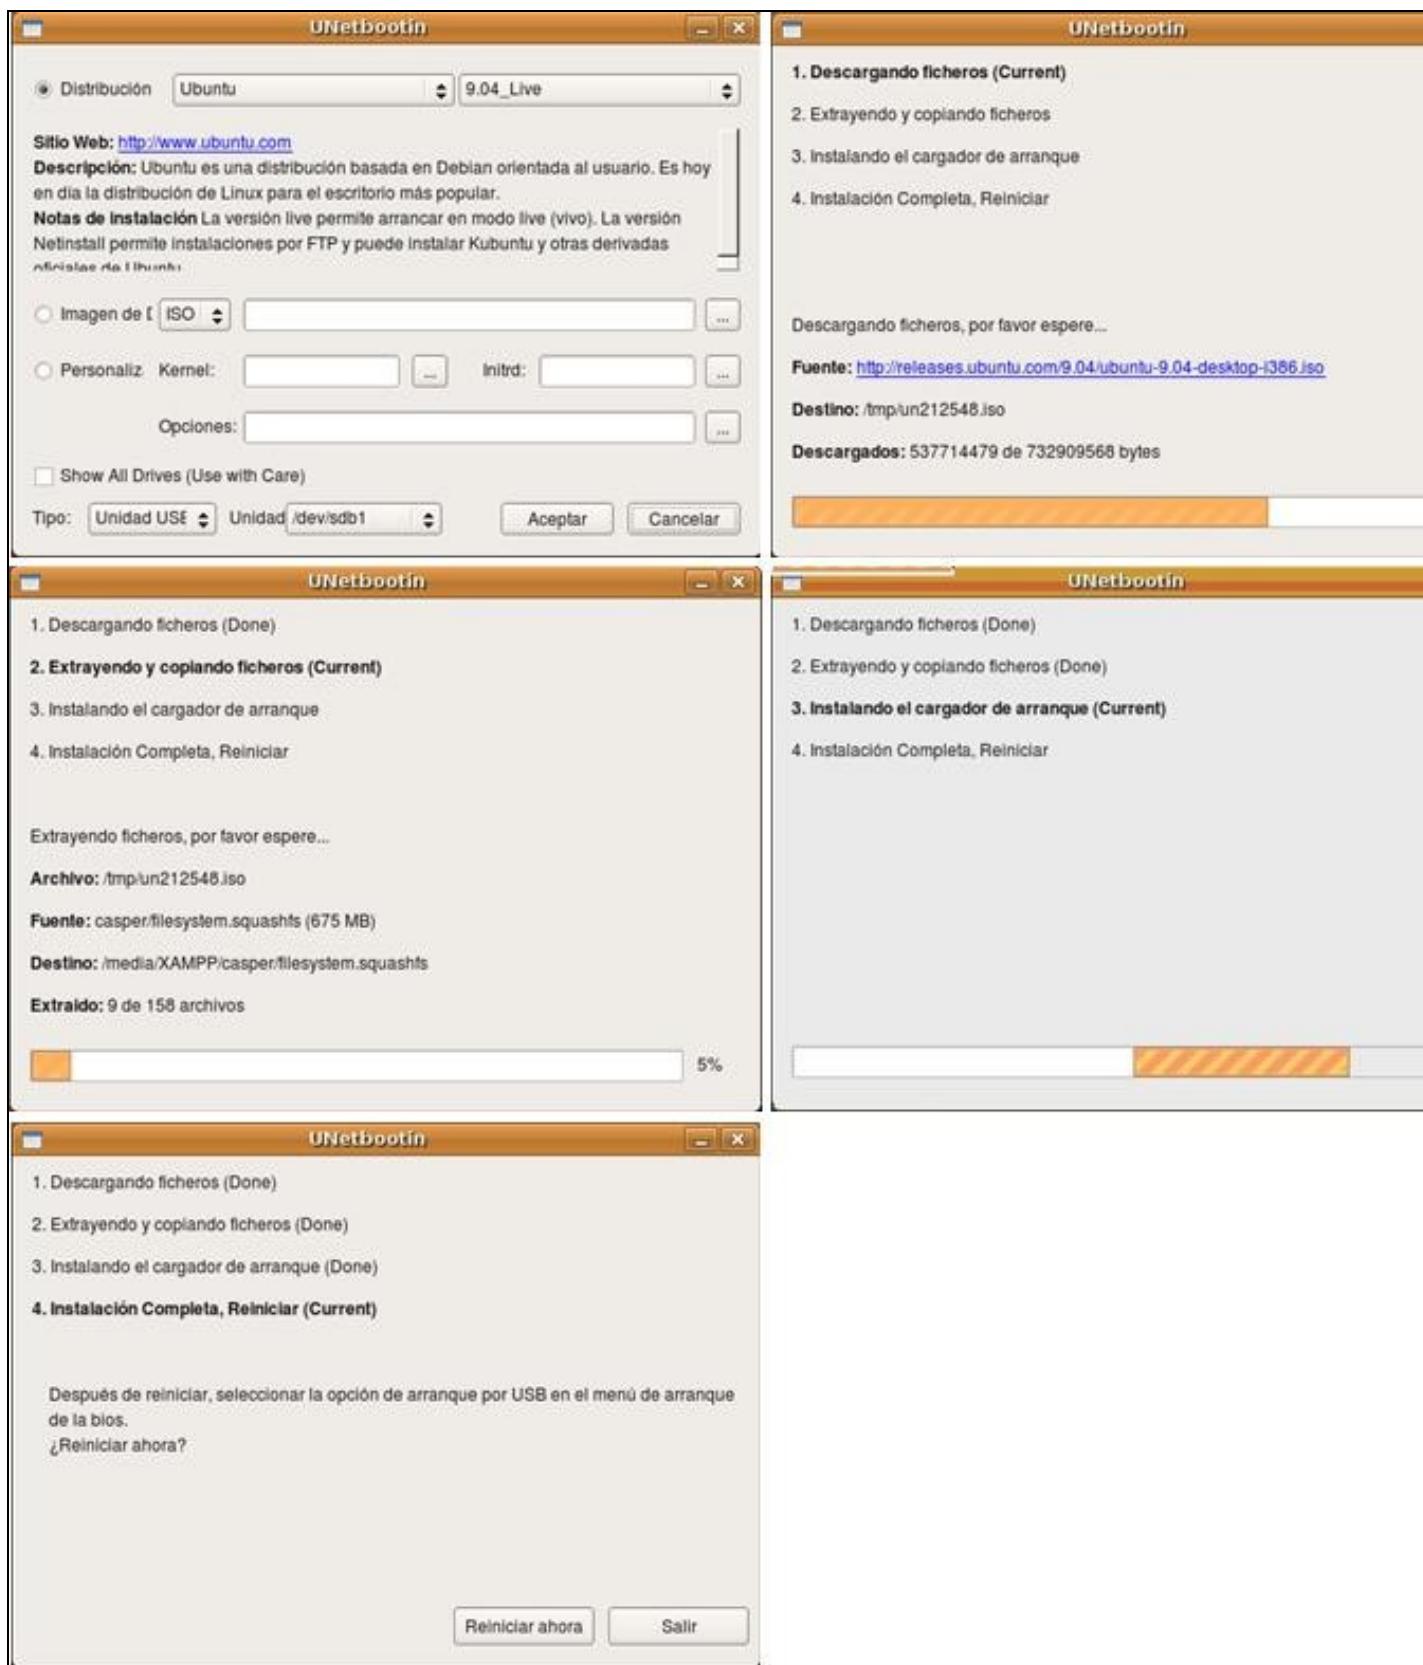 UNetbootin
Distribución Ubuntu 9.04_Live
Sitio Web: http://www.ubuntu.com
Descripción: Ubuntu es una distribución basada en Debian orientada al usuario. Es hoy
en día la distribución de Linux para el escritorio más popular.
Notas de Instalación La versión live permite arrancar en modo live (vivo). La versión
Netinstall permite instalaciones por FTP y puede instalar Kubuntu y otras derivadas
oficiales de Ubuntu
Imagen de ISO ...
Personaliz Kernel: ... Initrd: ...
Opciones: ...
Show All Drives (Use with Care)
Tipo: Unidad USB Unidad /dev/sdb1 Aceptar Cancelar
UNetbootin
1. Descargando ficheros (Current)
2. Extrayendo y copiando ficheros
3. Instalando el cargador de arranque
4. Instalación Completa, Reiniciar
Descargando ficheros, por favor espere...
Fuente: http://releases.ubuntu.com/9.04/ubuntu-9.04-desktop-i386.iso
Destino: /tmp/un212548.iso
Descargados: 537714479 de 732909568 bytes
UNetbootin
1. Descargando ficheros (Done)
2. Extrayendo y copiando ficheros (Current)
3. Instalando el cargador de arranque
4. Instalación Completa, Reiniciar
Extrayendo ficheros, por favor espere...
Archivo: /tmp/un212548.iso
Fuente: casper/filesystem.squashfs (675 MB)
Destino: /media/XAMPP/casper/filesystem.squashfs
Extraido: 9 de 158 archivos
5%
UNetbootin
1. Descargando ficheros (Done)
2. Extrayendo y copiando ficheros (Done)
3. Instalando el cargador de arranque (Current)
4. Instalación Completa, Reiniciar
UNetbootin
1. Descargando ficheros (Done)
2. Extrayendo y copiando ficheros (Done)
3. Instalando el cargador de arranque (Done)
4. Instalación Completa, Reiniciar (Current)
Después de reiniciar, seleccionar la opción de arranque por USB en el menú de arranque
de la bios.
¿Reiniciar ahora?
Reiniciar ahora Salir